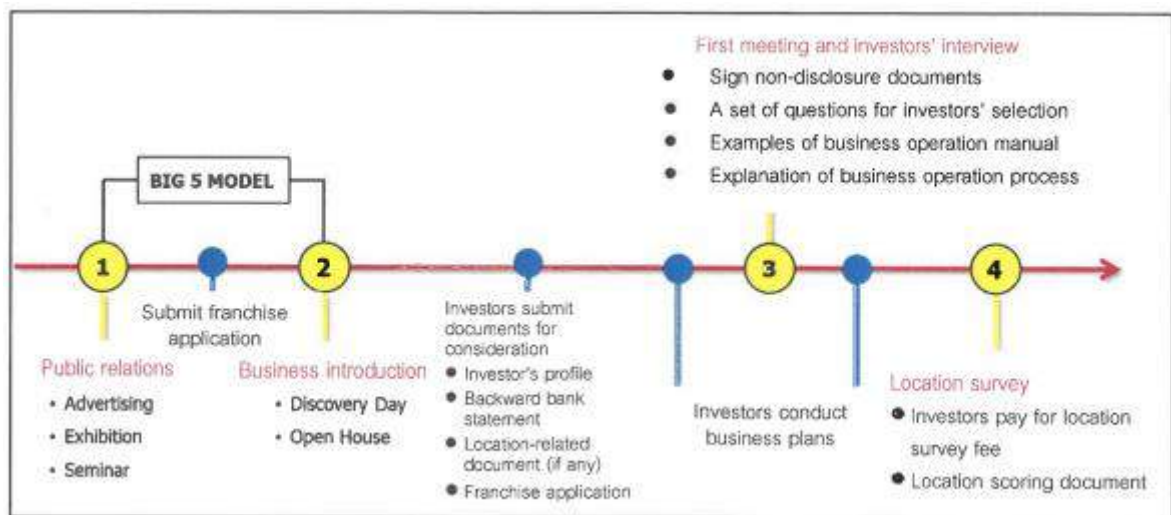 First meeting and investors' interview
● Sign non-disclosure documents
● A set of questions for investors' selection
● Examples of business operation manual
● Explanation of business operation process
BIG 5 MODEL
1
2
3
4
Submit franchise
application
Public relations
• Advertising
• Exhibition
• Seminar
Business introduction
• Discovery Day
• Open House
Investors submit
documents for
consideration
● Investor's profile
● Backward bank
statement
● Location-related
document (if any)
● Franchise application
Investors conduct
business plans
Location survey
● Investors pay for location
survey fee
● Location scoring document